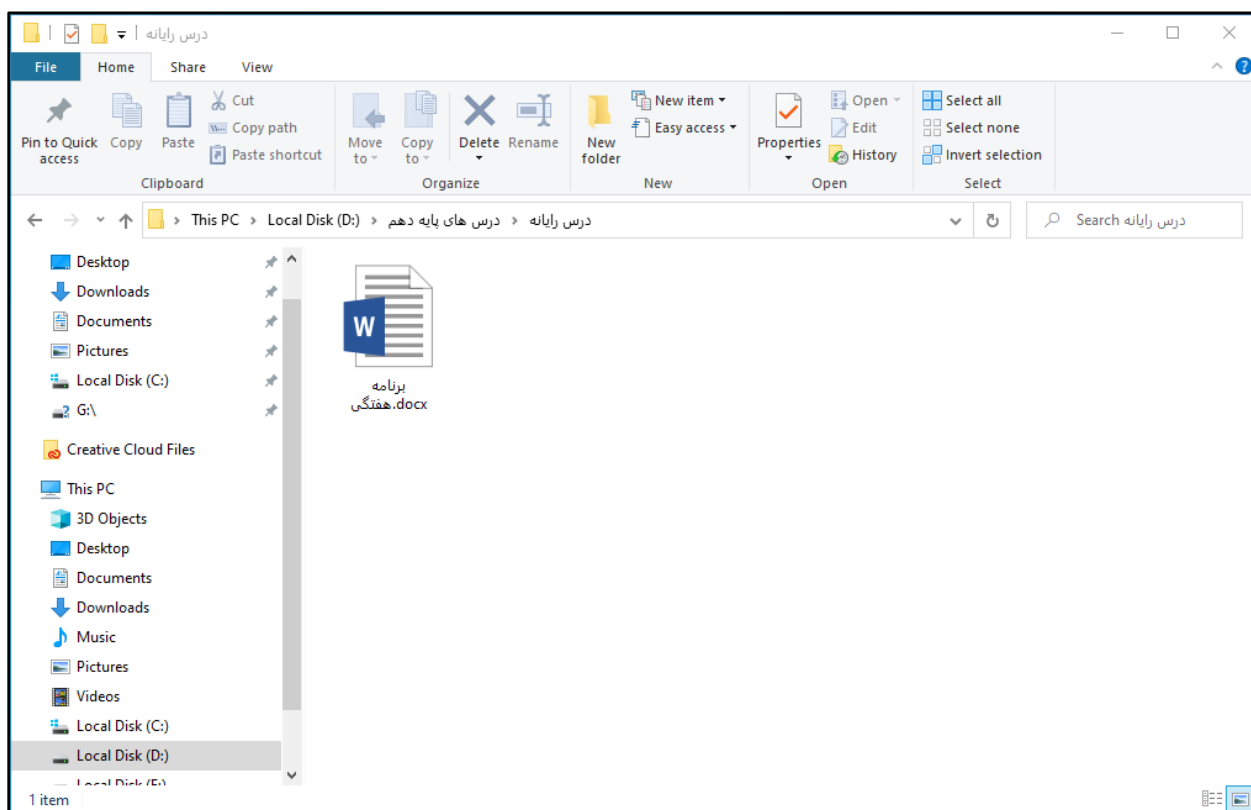 درس رایانه
File Home Share View
Pin to Quick access
Copy
Paste
Cut
Copy path
Paste shortcut
Clipboard
Move to
Copy to
Delete
Rename
Organize
New folder
New item
Easy access
New
Properties
Open
Edit
History
Open
Select all
Select none
Invert selection
Select
This PC > Local Disk (D:) > درس های پایه دهم > درس رایانه
Search درس رایانه
Desktop
Downloads
Documents
Pictures
Local Disk (C:)
G:\
Creative Cloud Files
This PC
3D Objects
Desktop
Documents
Downloads
Music
Pictures
Videos
Local Disk (C:)
Local Disk (D:)
Local Disk (E:)
W
برنامه
هفتگی.docx
1 item